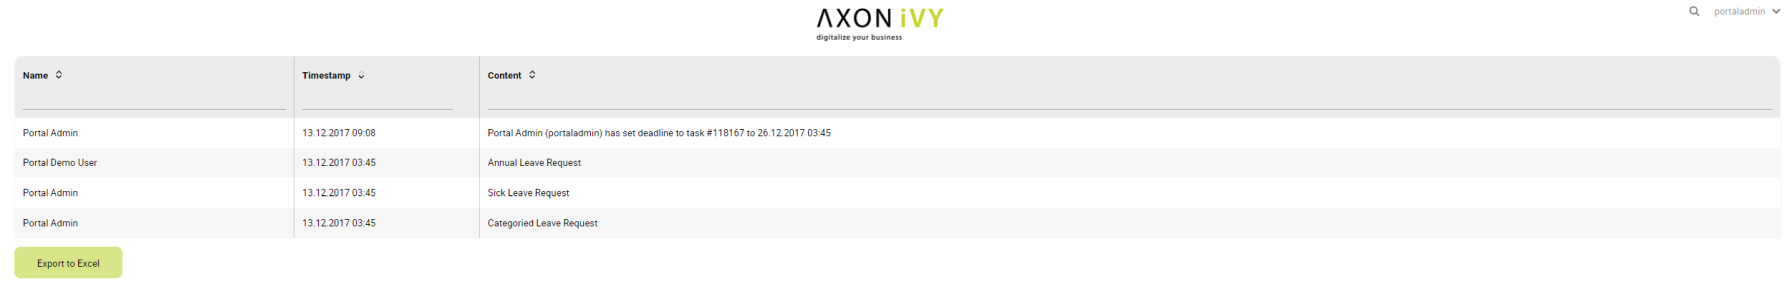 AXON iVY
digitalize your business
portaladmin
Name Timestamp Content
Portal Admin 13.12.2017 09:08 Portal Admin (portaladmin) has set deadline to task #118167 to 26.12.2017 03:45
Portal Demo User 13.12.2017 03:45 Annual Leave Request
Portal Admin 13.12.2017 03:45 Sick Leave Request
Portal Admin 13.12.2017 03:45 Categoried Leave Request
Export to Excel